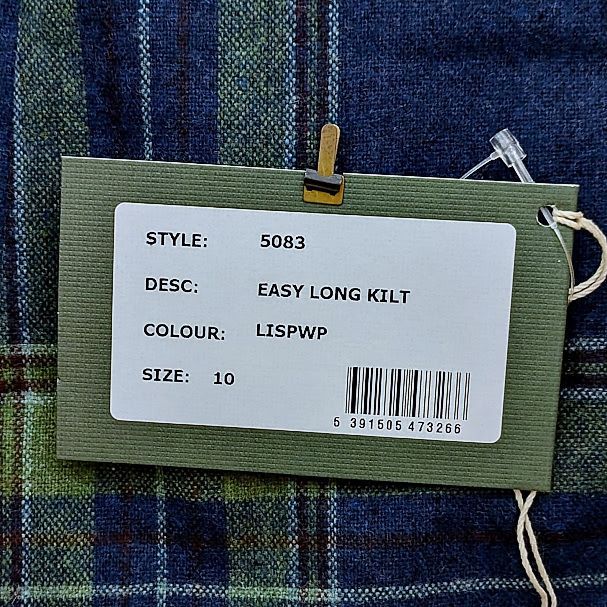 STYLE: 5083
DESC: EASY LONG KILT
COLOUR: LISPWP
SIZE: 10
5 391505 473266